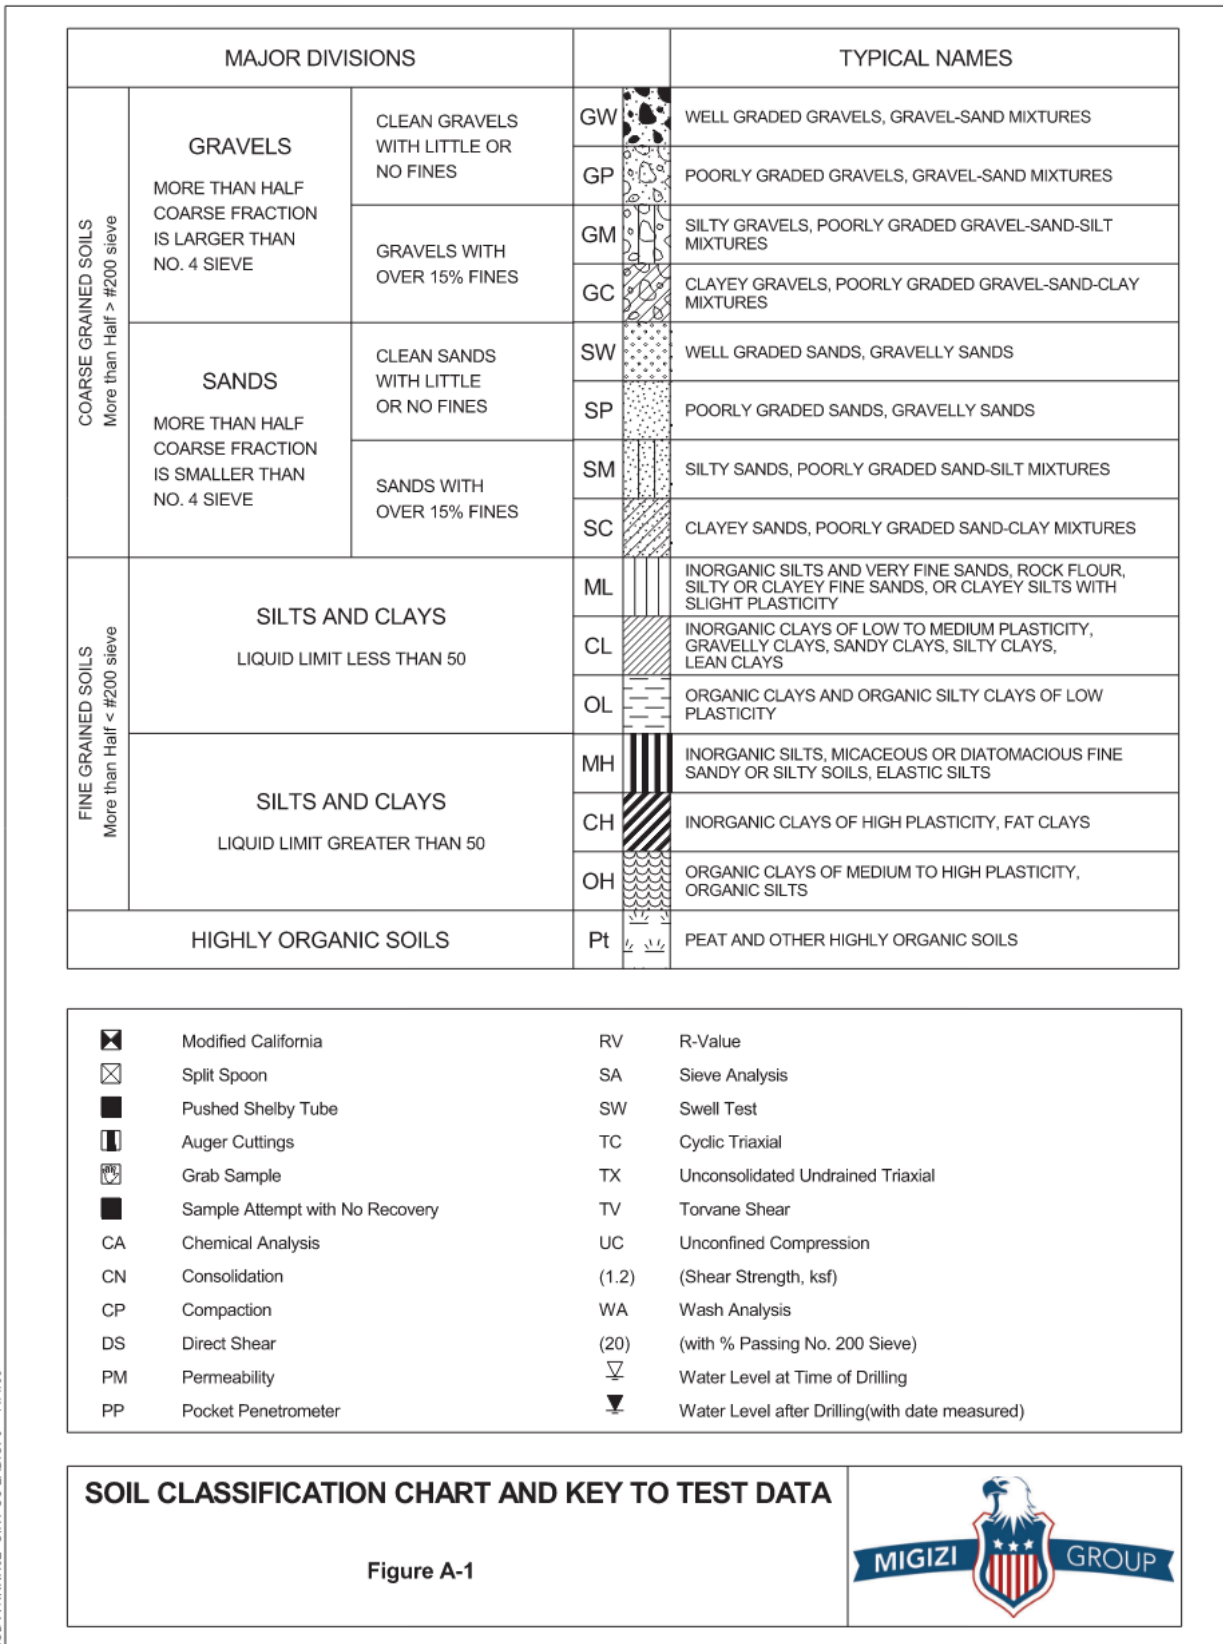 MAJOR DIVISIONS
TYPICAL NAMES
COARSE GRAINED SOILS
More than Half > #200 sieve
GRAVELS
MORE THAN HALF
COARSE FRACTION
IS LARGER THAN
NO. 4 SIEVE
CLEAN GRAVELS
WITH LITTLE OR
NO FINES
GW
WELL GRADED GRAVELS, GRAVEL-SAND MIXTURES
GP
POORLY GRADED GRAVELS, GRAVEL-SAND MIXTURES
GRAVELS WITH
OVER 15% FINES
GM
SILTY GRAVELS, POORLY GRADED GRAVEL-SAND-SILT
MIXTURES
GC
CLAYEY GRAVELS, POORLY GRADED GRAVEL-SAND-CLAY
MIXTURES
SANDS
MORE THAN HALF
COARSE FRACTION
IS SMALLER THAN
NO. 4 SIEVE
CLEAN SANDS
WITH LITTLE
OR NO FINES
SW
WELL GRADED SANDS, GRAVELLY SANDS
SP
POORLY GRADED SANDS, GRAVELLY SANDS
SANDS WITH
OVER 15% FINES
SM
SILTY SANDS, POORLY GRADED SAND-SILT MIXTURES
SC
CLAYEY SANDS, POORLY GRADED SAND-CLAY MIXTURES
FINE GRAINED SOILS
More than Half < #200 sieve
SILTS AND CLAYS
LIQUID LIMIT LESS THAN 50
ML
INORGANIC SILTS AND VERY FINE SANDS, ROCK FLOUR,
SILTY OR CLAYEY FINE SANDS, OR CLAYEY SILTS WITH
SLIGHT PLASTICITY
CL
INORGANIC CLAYS OF LOW TO MEDIUM PLASTICITY,
GRAVELLY CLAYS, SANDY CLAYS, SILTY CLAYS,
LEAN CLAYS
OL
ORGANIC CLAYS AND ORGANIC SILTY CLAYS OF LOW
PLASTICITY
SILTS AND CLAYS
LIQUID LIMIT GREATER THAN 50
MH
INORGANIC SILTS, MICACEOUS OR DIATOMACIOUS FINE
SANDY OR SILTY SOILS, ELASTIC SILTS
CH
INORGANIC CLAYS OF HIGH PLASTICITY, FAT CLAYS
OH
ORGANIC CLAYS OF MEDIUM TO HIGH PLASTICITY,
ORGANIC SILTS
HIGHLY ORGANIC SOILS
Pt
PEAT AND OTHER HIGHLY ORGANIC SOILS
Modified California
Split Spoon
Pushed Shelby Tube
Auger Cuttings
Grab Sample
Sample Attempt with No Recovery
CA Chemical Analysis
CN Consolidation
CP Compaction
DS Direct Shear
PM Permeability
PP Pocket Penetrometer
RV R-Value
SA Sieve Analysis
SW Swell Test
TC Cyclic Triaxial
TX Unconsolidated Undrained Triaxial
TV Torvane Shear
UC Unconfined Compression
(1.2) (Shear Strength, ksf)
WA Wash Analysis
(20) (with % Passing No. 200 Sieve)
Water Level at Time of Drilling
Water Level after Drilling(with date measured)
SOIL CLASSIFICATION CHART AND KEY TO TEST DATA
Figure A-1
MIGIZI GROUP